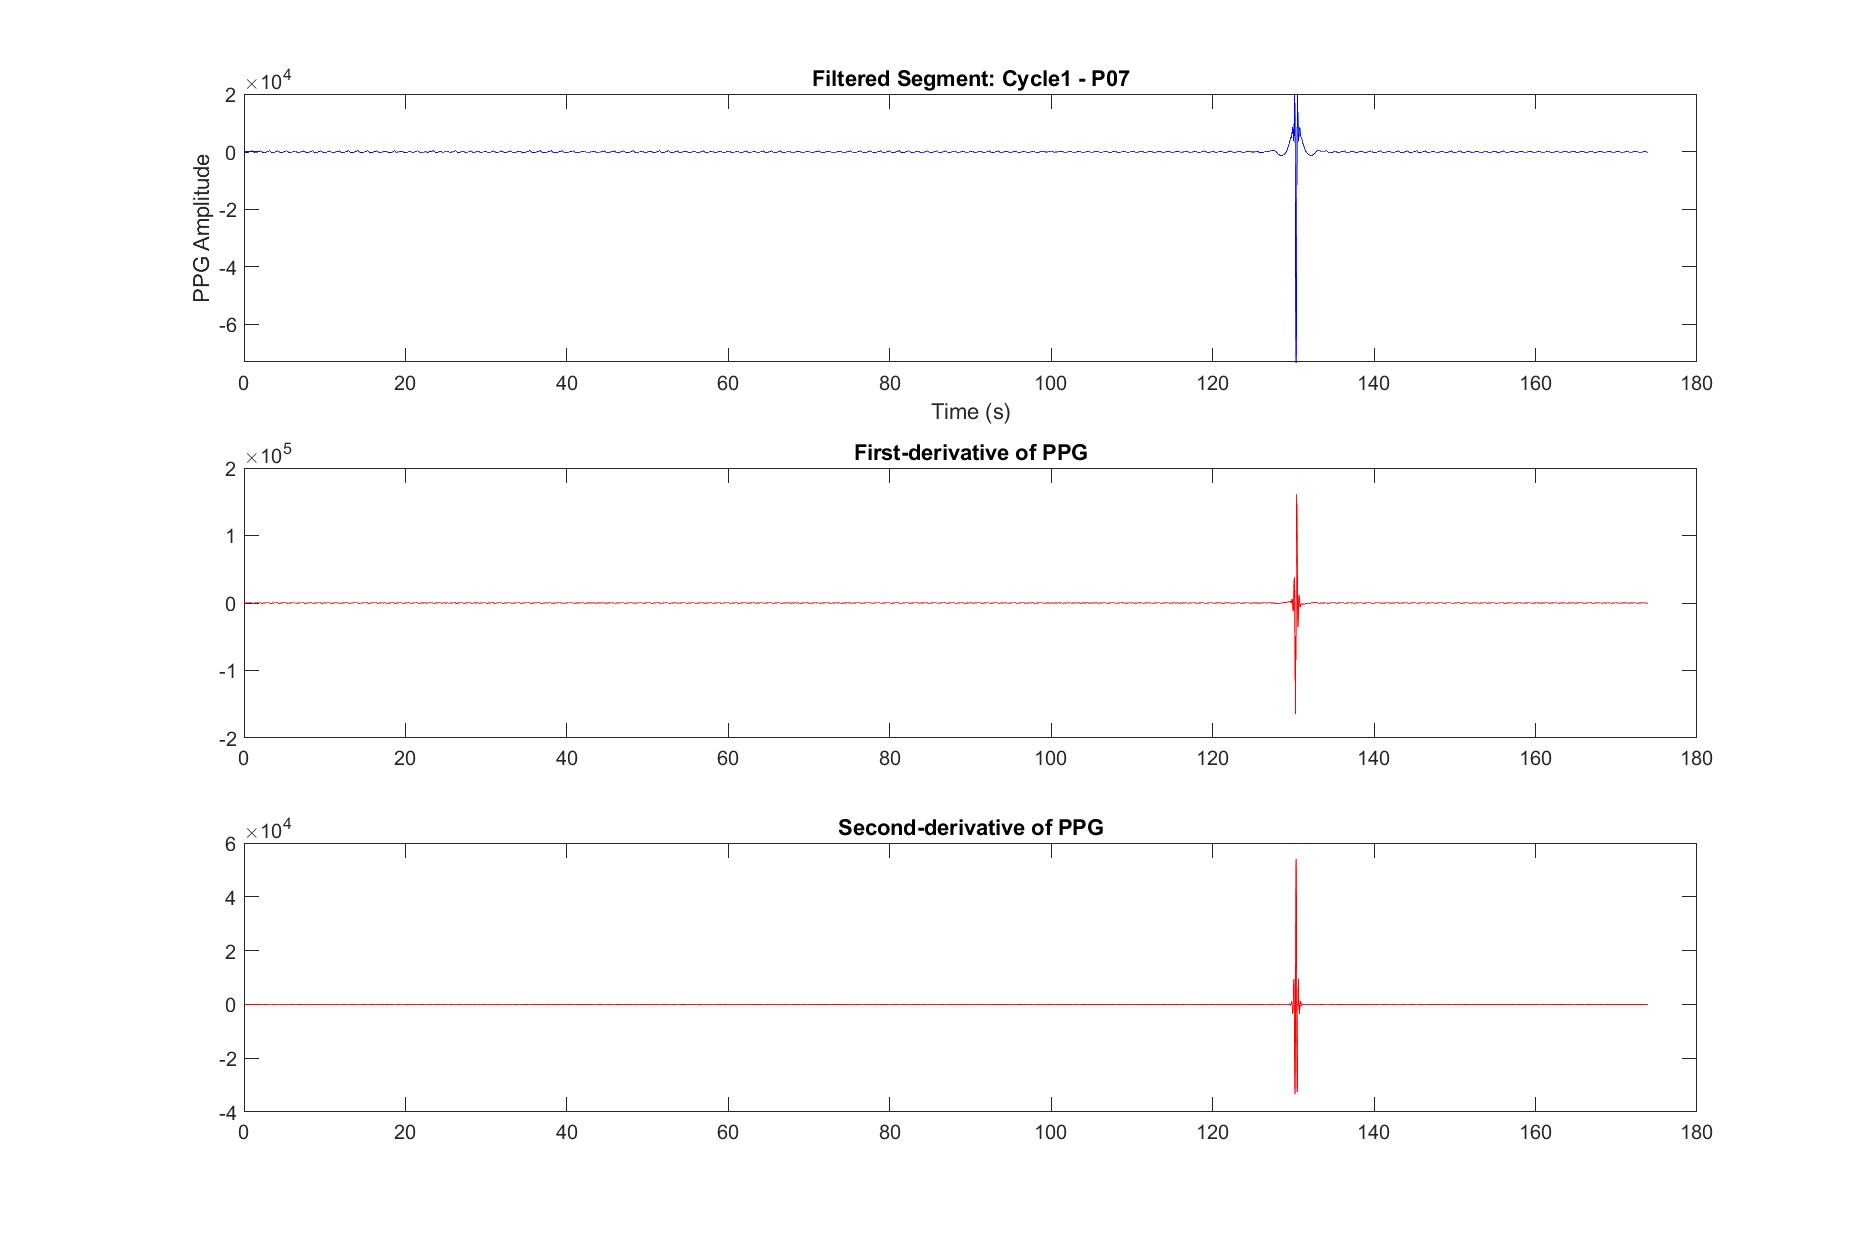 Filtered Segment: Cycle1 - P07
×10^4
2
0
-2
-4
-6
PPG Amplitude
0 20 40 60 80 100 120 140 160 180
Time (s)
First-derivative of PPG
×10^5
2
1
0
-1
-2
0 20 40 60 80 100 120 140 160 180
Second-derivative of PPG
×10^4
6
4
2
0
-2
-4
0 20 40 60 80 100 120 140 160 180